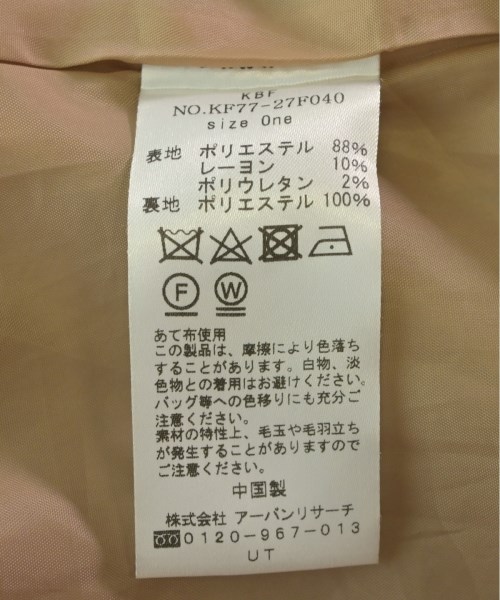 KBF
NO.KF77-27F040
size One
表地 ポリエステル 88%
レーヨン 10%
ポリウレタン 2%
裏地 ポリエステル 100%
F W
あて布使用
この製品は、摩擦により色落ち
することがあります。白物、淡
色物との着用はお避けください。
バッグ等への色移りにも充分ご
注意ください。
素材の特性上、毛玉や毛羽立ち
が発生することがありますので
ご注意ください。
中国製
株式会社 アーバンリサーチ
0120-967-013
UT